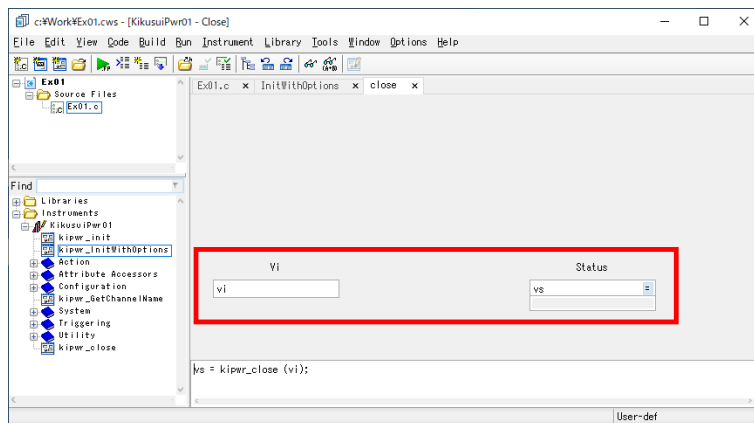 c:¥Work¥Ex01.cws - [KikusuiPwr01 - Close]
File Edit View Code Build Run Instrument Library Tools Window Options Help
Ex01
Source Files
Ex01.c
Ex01.c x InitWithOptions x close x
Find
Libraries
Instruments
KikusuiPwr01
kipwr_init
kipwr_InitWithOptions
Action
Attribute Accessors
Configuration
kipwr_GetChannelName
System
Triggering
Utility
kipwr_close
Vi Status
vi vs
vs = kipwr_close (vi);
User-def